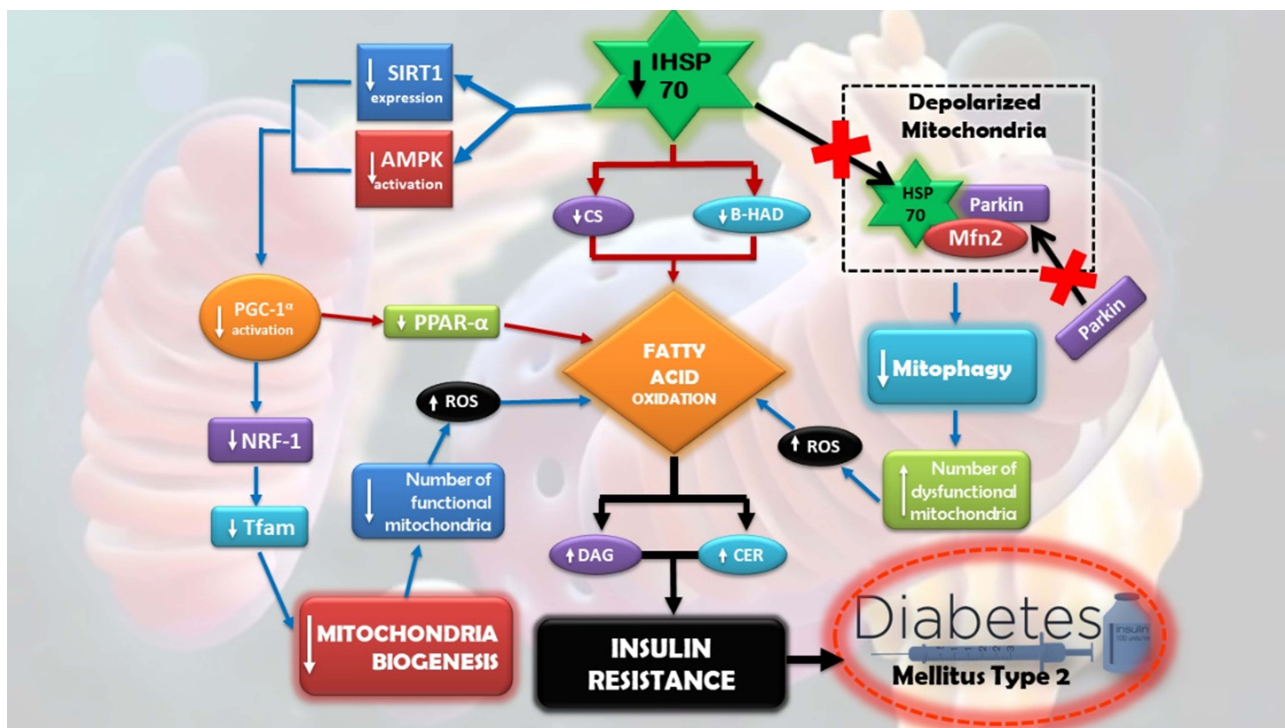 ↓ IHSP
70
↓ SIRT1
expression
↓ AMPK
activation
Depolarized
Mitochondria
HSP
70
Parkin
Mfn2
Parkin
↓ CS
↓ B-HAD
↓ PGC-1α
activation
↓ PPAR-α
FATTY
ACID
OXIDATION
↓ Mitophagy
↑ ROS
↑ ROS
↓ NRF-1
↓ Number of
functional
mitochondria
↑ Number of
dysfunctional
mitochondria
↓ Tfam
↑ DAG
↑ CER
↓ MITOCHONDRIA
BIOGENESIS
INSULIN
RESISTANCE
Diabetes
insulin
Mellitus Type 2